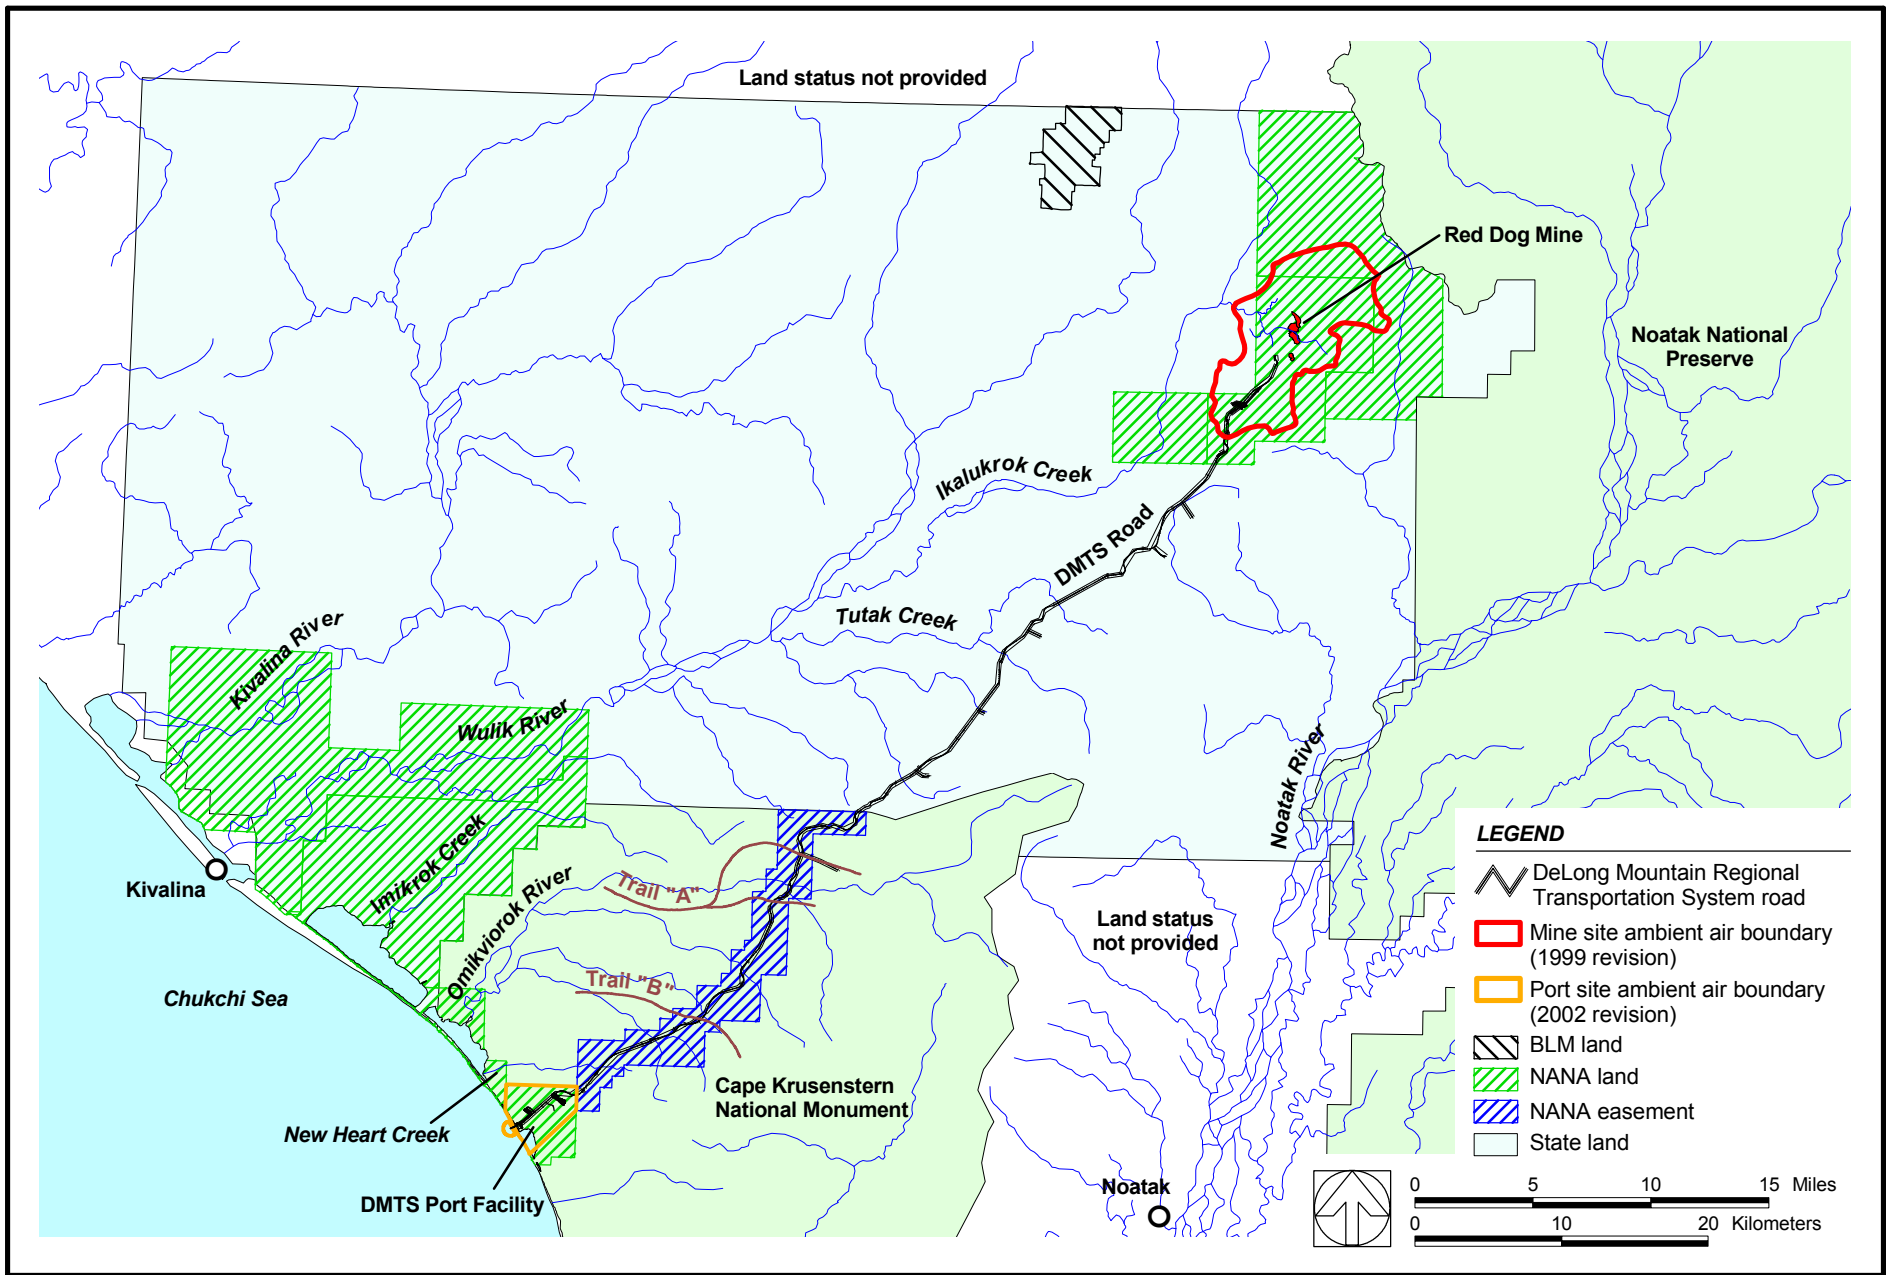 Land status not provided
Red Dog Mine
Noatak National
Preserve
Ikalukrok Creek
DMTS Road
Tutak Creek
Kivalina River
Wulik River
Noatak River
Imikrok Creek
Kivalina
Omikviorok River
Trail "A"
Trail "B"
Land status
not provided
Chukchi Sea
Cape Krusenstern
National Monument
New Heart Creek
DMTS Port Facility
Noatak
LEGEND
DeLong Mountain Regional
Transportation System road
Mine site ambient air boundary
(1999 revision)
Port site ambient air boundary
(2002 revision)
BLM land
NANA land
NANA easement
State land
0 5 10 15 Miles
0 10 20 Kilometers